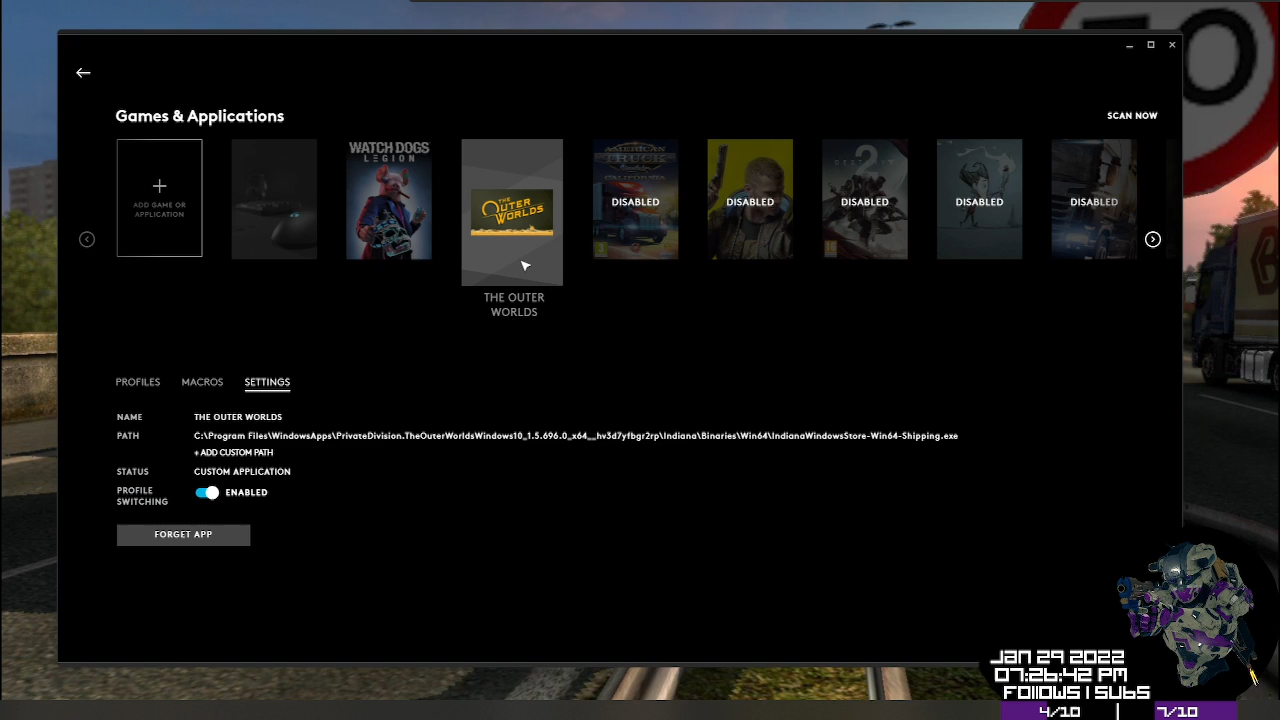 Games & Applications
SCAN NOW
ADD GAME OR
APPLICATION
WATCH DOGS
LEGION
THE
OUTER
WORLDS
AMERICAN
TRUCK
CALIFORNIA
DISABLED
DISABLED
DISABLED
DISABLED
DISABLED
THE OUTER
WORLDS
PROFILES MACROS SETTINGS
NAME THE OUTER WORLDS
PATH C:\Program Files\WindowsApps\PrivateDivision.TheOuterWorldsWindows10_1.5.696.0_x64__hv3d7yfbgr2rp\Indiana\Binaries\Win64\IndianaWindowsStore-Win64-Shipping.exe
+ ADD CUSTOM PATH
STATUS CUSTOM APPLICATION
PROFILE
SWITCHING ENABLED
FORGET APP
Jan 29 2022
07:26:42 PM
Follows | Subs
4/10 | 7/10